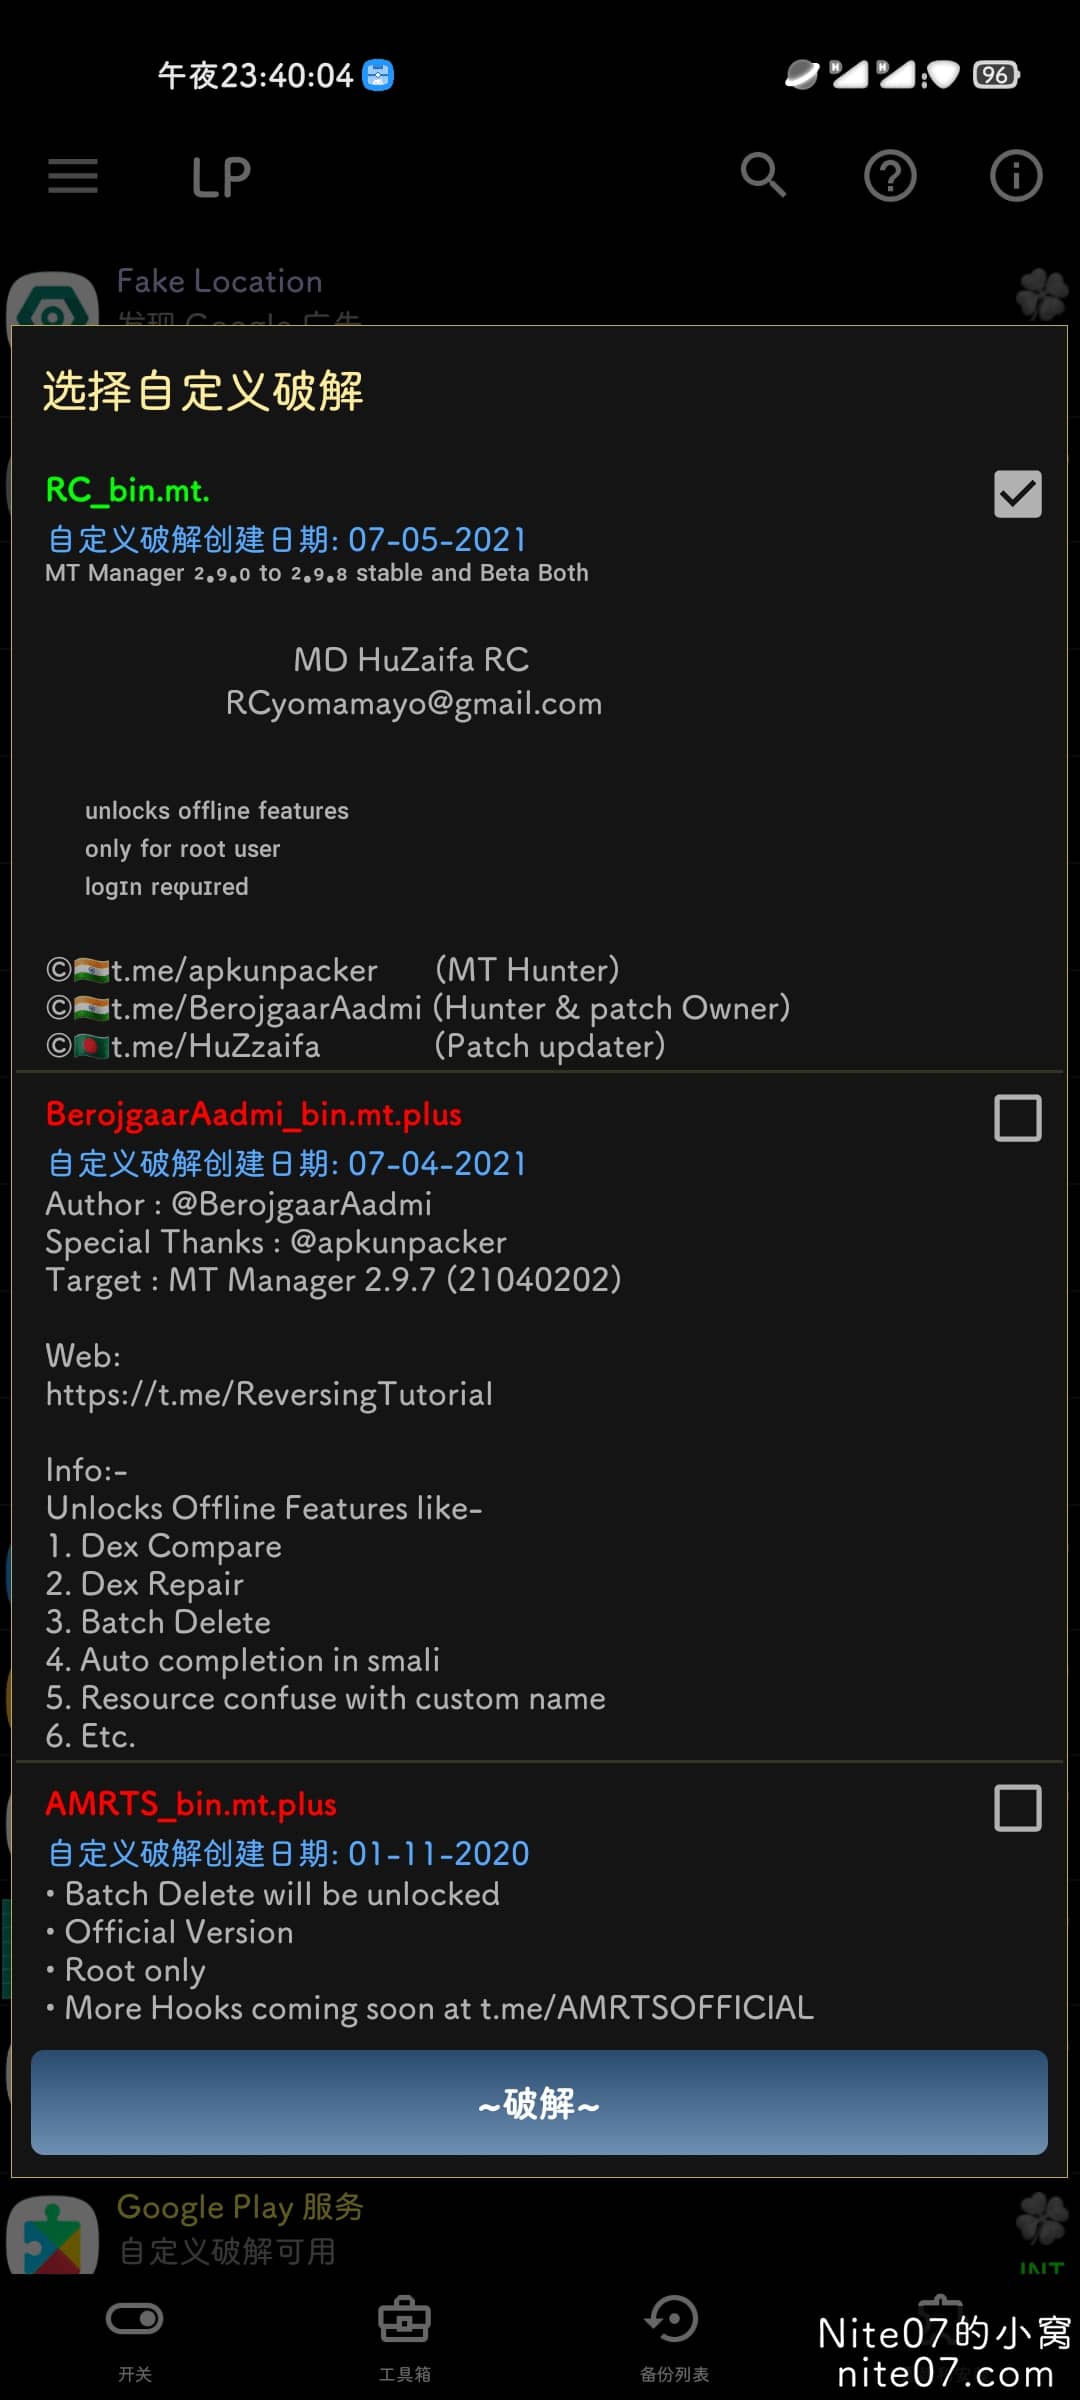 午夜23:40:04
96
LP
Fake Location
发现 Google 广告
选择自定义破解
RC_bin.mt.
自定义破解创建日期: 07-05-2021
MT Manager ₂.₉.₀ to ₂.₉.₈ stable and Beta Both
MD HuZaifa RC
RCyomamayo@gmail.com
unlocks offline features
only for root user
logɪn reφuɪred
©🇮🇳t.me/apkunpacker (MT Hunter)
©🇮🇳t.me/BerojgaarAadmi (Hunter & patch Owner)
©🇧🇩t.me/HuZzaifa (Patch updater)
BerojgaarAadmi_bin.mt.plus
自定义破解创建日期: 07-04-2021
Author : @BerojgaarAadmi
Special Thanks : @apkunpacker
Target : MT Manager 2.9.7 (21040202)
Web:
https://t.me/ReversingTutorial
Info:-
Unlocks Offline Features like-
1. Dex Compare
2. Dex Repair
3. Batch Delete
4. Auto completion in smali
5. Resource confuse with custom name
6. Etc.
AMRTS_bin.mt.plus
自定义破解创建日期: 01-11-2020
• Batch Delete will be unlocked
• Official Version
• Root only
• More Hooks coming soon at t.me/AMRTSOFFICIAL
~破解~
Google Play 服务
自定义破解可用
INT
开关
工具箱
备份列表
Nite07的小窝
nite07.com